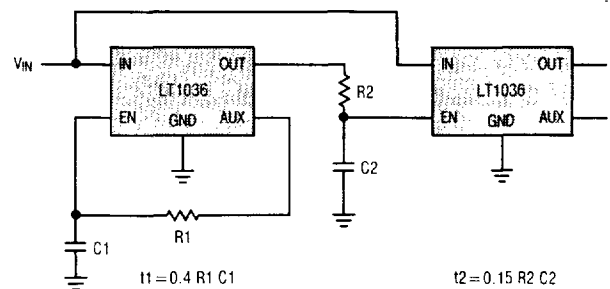 VIN
IN
OUT
LT1036
EN
GND
AUX
R2
C2
R1
C1
IN
OUT
LT1036
EN
GND
AUX
t1=0.4 R1 C1
t2=0.15 R2 C2